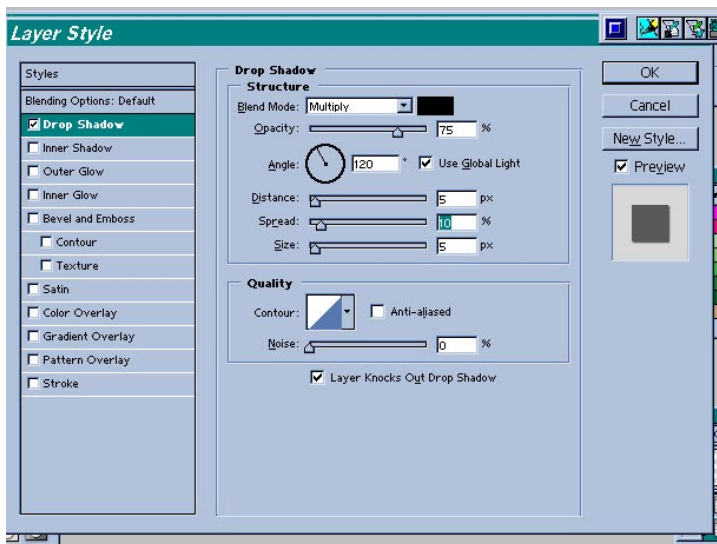 Layer Style
Styles
Blending Options: Default
Drop Shadow
Inner Shadow
Outer Glow
Inner Glow
Bevel and Emboss
Contour
Texture
Satin
Color Overlay
Gradient Overlay
Pattern Overlay
Stroke
Drop Shadow
Structure
Blend Mode: Multiply
Opacity: 75 %
Angle: 120 ° Use Global Light
Distance: 5 px
Spread: 10 %
Size: 5 px
Quality
Contour: Anti-aliased
Noise: 0 %
Layer Knocks Out Drop Shadow
OK
Cancel
New Style...
Preview